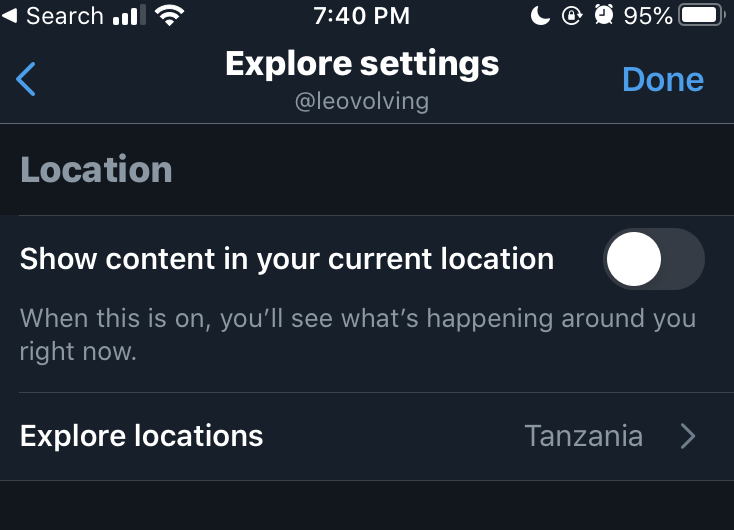 Search 7:40 PM 95%
Explore settings
@leovolving
Done
Location
Show content in your current location
When this is on, you’ll see what’s happening around you
right now.
Explore locations Tanzania